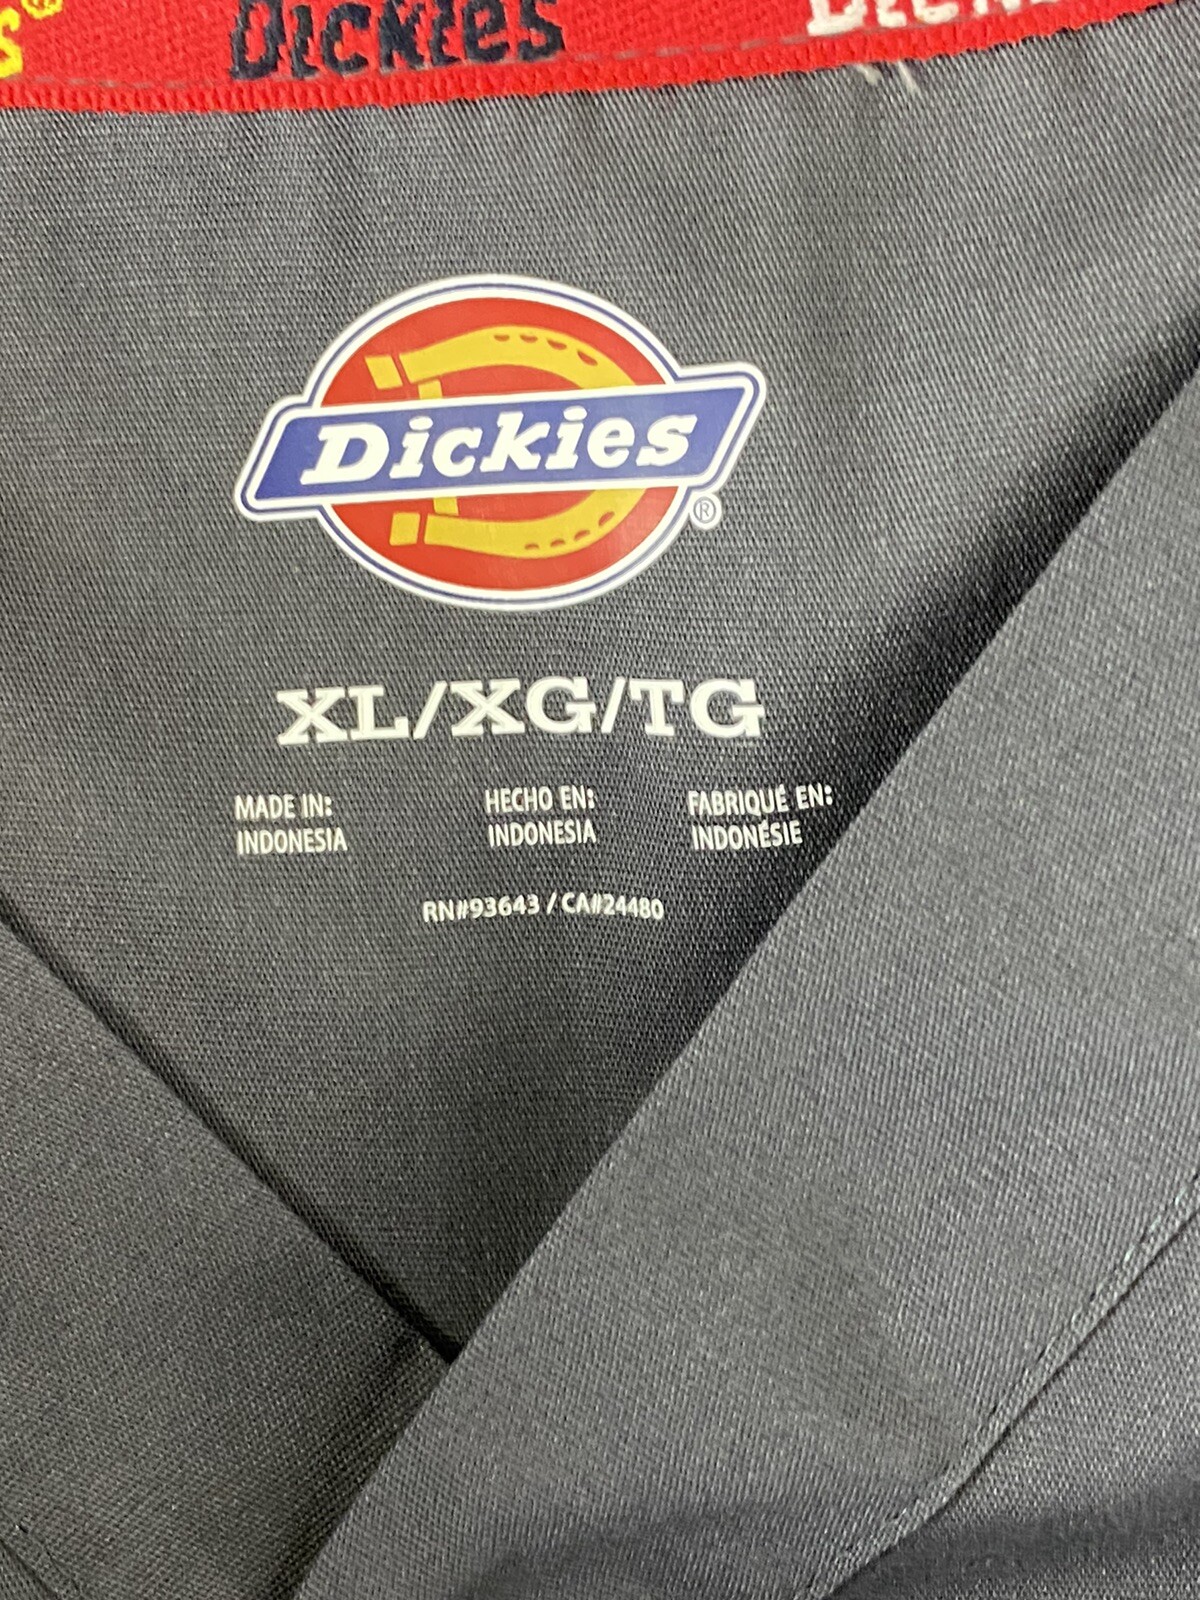 Dickies
Dickies
XL/XG/TG
MADE IN: HECHO EN: FABRIQUÉ EN:
INDONESIA INDONESIA INDONÉSIE
RN#93643 / CA#24480